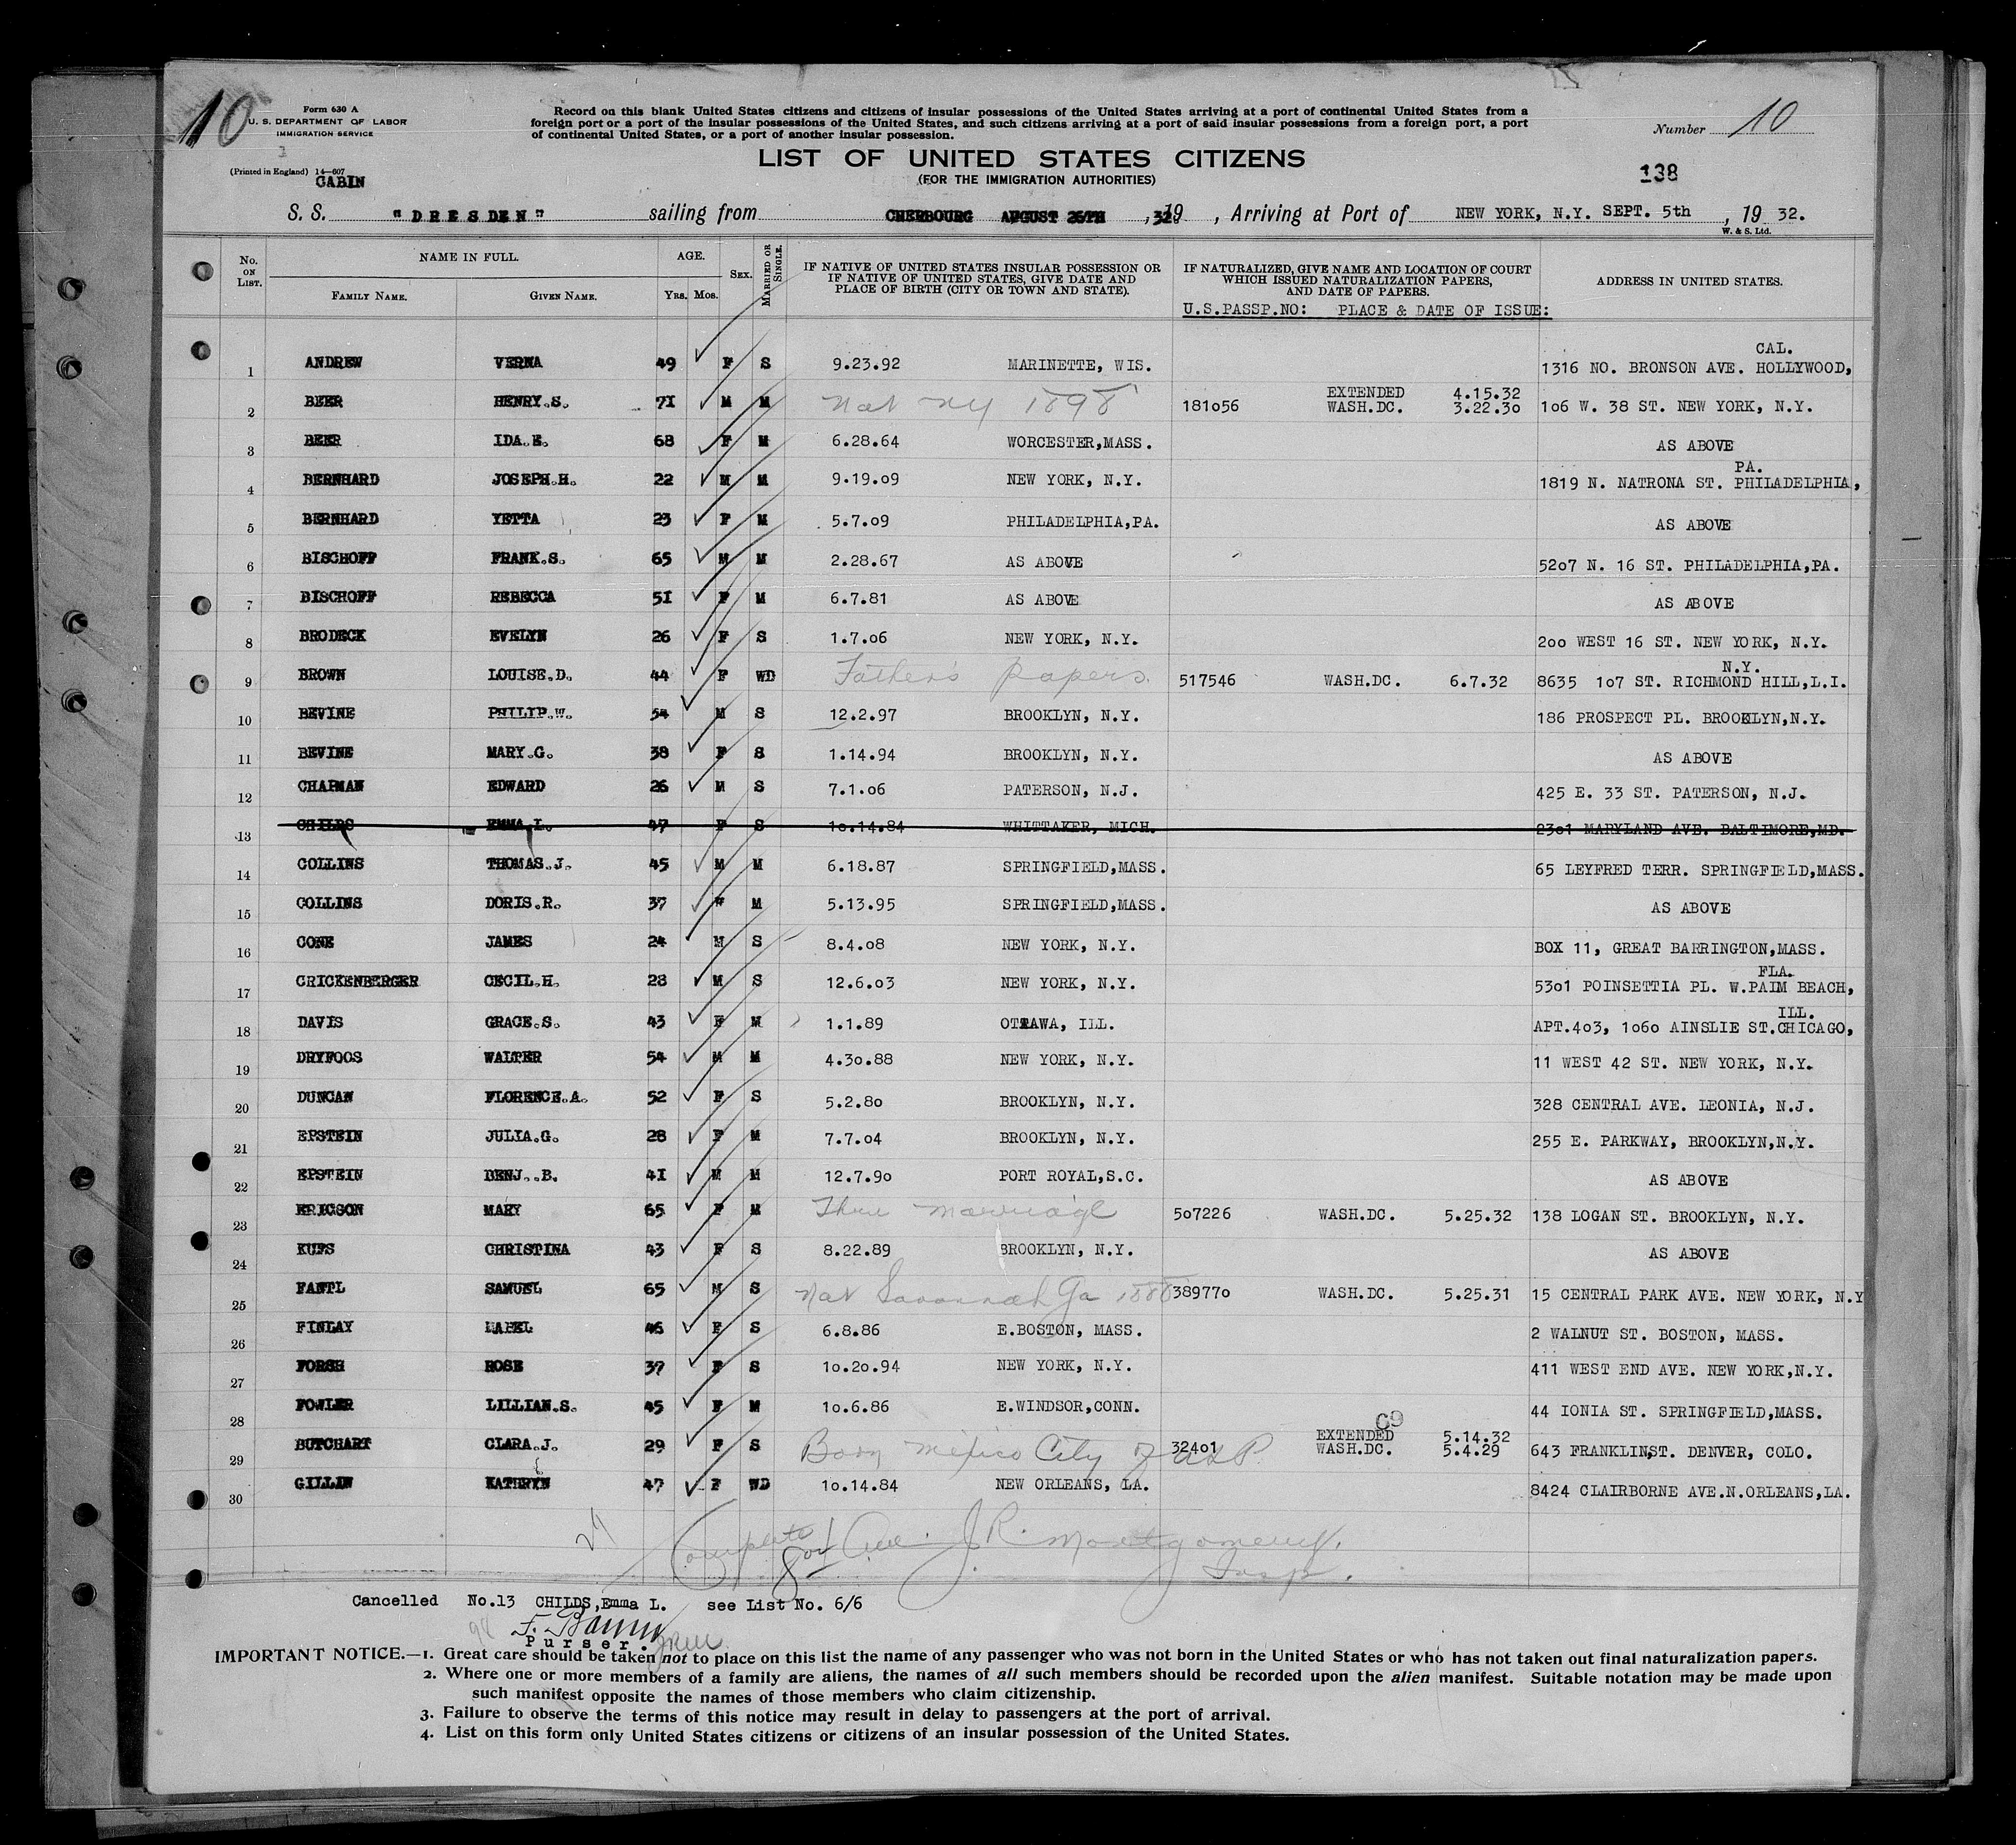 10
Form 630 A
U. S. DEPARTMENT OF LABOR
IMMIGRATION SERVICE
Record on this blank United States citizens and citizens of insular possessions of the United States arriving at a port of continental United States from a
foreign port or a port of the insular possessions of the United States, and such citizens arriving at a port of said insular possessions from a foreign port, a port
of continental United States, or a port of another insular possession.
Number 10
LIST OF UNITED STATES CITIZENS
(FOR THE IMMIGRATION AUTHORITIES)
(Printed in England) 14—607
CABIN
138
S. S. "DRESDEN" sailing from CHERBOURG AUGUST 26TH, 1932, Arriving at Port of NEW YORK, N.Y. SEPT. 5th, 19 32.
W. & S. Ltd.
No. ON LIST. NAME IN FULL. FAMILY NAME. GIVEN NAME. AGE. Yrs. Mos. SEX. MARRIED OR SINGLE. IF NATIVE OF UNITED STATES INSULAR POSSESSION OR IF NATIVE OF UNITED STATES, GIVE DATE AND PLACE OF BIRTH (CITY OR TOWN AND STATE). IF NATURALIZED, GIVE NAME AND LOCATION OF COURT WHICH ISSUED NATURALIZATION PAPERS, AND DATE OF PAPERS. ADDRESS IN UNITED STATES.
U.S.PASSP.NO: PLACE & DATE OF ISSUE:
CAL.
1 ANDREW VERNA 49 F S 9.23.92 MARINETTE, WIS. 1316 NO. BRONSON AVE. HOLLYWOOD,
EXTENDED 4.15.32
2 BEER HENRY.S. 71 M M Nat NY 1898 181056 WASH.DC. 3.22.30 106 W. 38 ST. NEW YORK, N.Y.
3 BEER IDA.E. 68 F M 6.28.64 WORCESTER,MASS. AS ABOVE
PA.
4 BERNHARD JOSEPH.H. 22 M M 9.19.09 NEW YORK, N.Y. 1819 N. NATRONA ST. PHILADELPHIA,
5 BERNHARD YETTA 23 F M 5.7.09 PHILADELPHIA,PA. AS ABOVE
6 BISCHOFF FRANK.S. 65 M M 2.28.67 AS ABOVE 5207 N. 16 ST. PHILADELPHIA,PA.
7 BISCHOFF REBECCA 51 F M 6.7.81 AS ABOVE AS ABOVE
8 BRODECK EVELYN 26 F S 1.7.06 NEW YORK, N.Y. 200 WEST 16 ST. NEW YORK, N.Y.
N.Y.
9 BROWN LOUISE.D. 44 F WD Father's papers. 517546 WASH.DC. 6.7.32 8635 107 ST. RICHMOND HILL,L.I.
10 BEVINE PHILIP.W. 54 M S 12.2.97 BROOKLYN, N.Y. 186 PROSPECT PL. BROOKLYN,N.Y.
11 BEVINE MARY.G. 38 F S 1.14.94 BROOKLYN, N.Y. AS ABOVE
12 CHAPMAN EDWARD 26 M S 7.1.06 PATERSON, N.J. 425 E. 33 ST. PATERSON, N.J.
13 CHILDS EMMA.L. 47 F S 10.14.84 WHITTAKER, MICH. 2301 MARYLAND AVE. BALTIMORE,MD.
14 COLLINS THOMAS.J. 45 M M 6.18.87 SPRINGFIELD,MASS. 65 LEYFRED TERR. SPRINGFIELD,MASS.
15 COLLINS DORIS.R. 37 M 5.13.95 SPRINGFIELD,MASS. AS ABOVE
16 CONE JAMES 24 M S 8.4.08 NEW YORK, N.Y. BOX 11, GREAT BARRINGTON,MASS.
FLA.
17 CRICKENBERGER CECIL.H. 28 M S 12.6.03 NEW YORK, N.Y. 5301 POINSETTIA PL. W.PAIM BEACH,
ILL.
18 DAVIS GRACE.S. 43 F M 1.1.89 OTTAWA, ILL. APT.403, 1060 AINSLIE ST.CHICAGO,
19 DRYFOOS WALTER 54 M M 4.30.88 NEW YORK, N.Y. 11 WEST 42 ST. NEW YORK, N.Y.
20 DUNCAN FLORENCE.A. 52 F S 5.2.80 BROOKLYN, N.Y. 328 CENTRAL AVE. LEONIA, N.J.
21 EPSTEIN JULIA.G. 28 F M 7.7.04 BROOKLYN, N.Y. 255 E. PARKWAY, BROOKLYN,N.Y.
22 EPSTEIN BENJ..B. 41 M M 12.7.90 PORT ROYAL,S.C. AS ABOVE
23 ERICSON MARY 65 F M Thru marriage 507226 WASH.DC. 5.25.32 138 LOGAN ST. BROOKLYN, N.Y.
24 KUFS CHRISTINA 43 F S 8.22.89 BROOKLYN, N.Y. AS ABOVE
25 FANTL SAMUEL 65 M S Nat Savannah Ga 1888 389770 WASH.DC. 5.25.31 15 CENTRAL PARK AVE. NEW YORK, N.Y
26 FINLAY MABEL 46 F S 6.8.86 E.BOSTON, MASS. 2 WALNUT ST. BOSTON, MASS.
27 FORSH ROSE 37 F S 10.20.94 NEW YORK, N.Y. 411 WEST END AVE. NEW YORK,N.Y.
28 FOWLER LILLIAN.S. 45 F M 10.6.86 E.WINDSOR,CONN. 44 IONIA ST. SPRINGFIELD,MASS.
EXTENDED 5.14.32
29 BUTCHART CLARA.J. 29 F S Born Mexico City of USP 32401 WASH.DC. 5.4.29 643 FRANKLIN,ST. DENVER, COLO.
30 GILLIN KATHRYN 47 F WD 10.14.84 NEW ORLEANS, LA. 8424 CLAIRBORNE AVE.N.ORLEANS,LA.
29 Complete J.R. Montgomery.
Insp.
Cancelled No.13 CHILDS,Emma L. see List No. 6/6
Purser. JRM
IMPORTANT NOTICE.—1. Great care should be taken not to place on this list the name of any passenger who was not born in the United States or who has not taken out final naturalization papers.
2. Where one or more members of a family are aliens, the names of all such members should be recorded upon the alien manifest. Suitable notation may be made upon
such manifest opposite the names of those members who claim citizenship.
3. Failure to observe the terms of this notice may result in delay to passengers at the port of arrival.
4. List on this form only United States citizens or citizens of an insular possession of the United States.